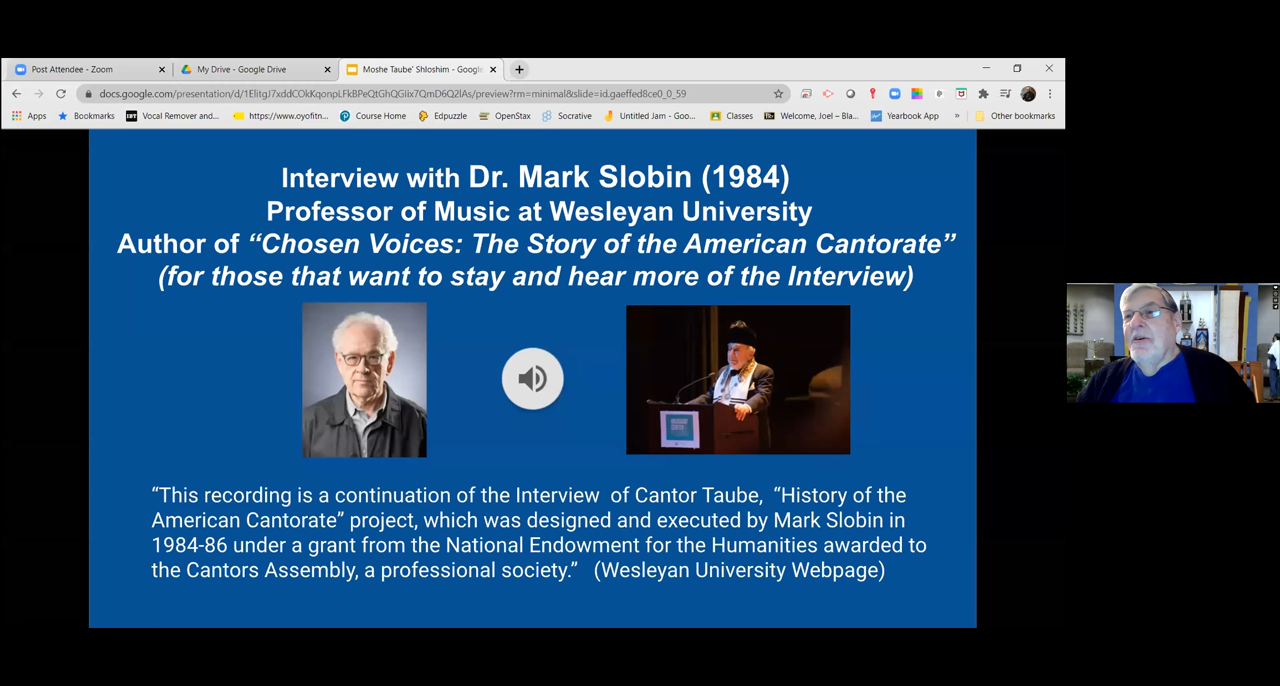 Post Attendee - Zoom
My Drive - Google Drive
Moshe Taube' Shloshim - Google
docs.google.com/presentation/d/1ElitgJ7xddCOkKqonpLFkBPeQtGhQGIix7QmD6Q2lAs/preview?rm=minimal&slide=id.gaeffed8ce0_0_59
Apps
Bookmarks
Vocal Remover and...
https://www.oyofitn...
Course Home
Edpuzzle
OpenStax
Socrative
Untitled Jam - Goo...
Classes
Welcome, Joel – Bla...
Yearbook App
»
Other bookmarks
Interview with Dr. Mark Slobin (1984)
Professor of Music at Wesleyan University
Author of “Chosen Voices: The Story of the American Cantorate”
(for those that want to stay and hear more of the Interview)
“This recording is a continuation of the Interview of Cantor Taube, “History of the
American Cantorate” project, which was designed and executed by Mark Slobin in
1984-86 under a grant from the National Endowment for the Humanities awarded to
the Cantors Assembly, a professional society.” (Wesleyan University Webpage)